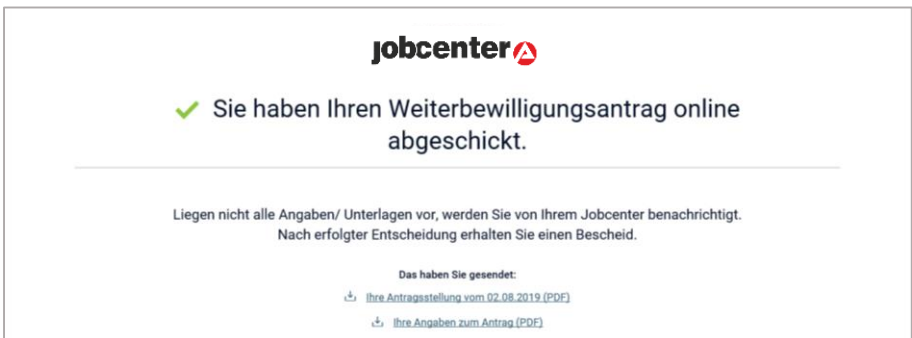 jobcenter
Sie haben Ihren Weiterbewilligungsantrag online
abgeschickt.
Liegen nicht alle Angaben/ Unterlagen vor, werden Sie von Ihrem Jobcenter benachrichtigt.
Nach erfolgter Entscheidung erhalten Sie einen Bescheid.
Das haben Sie gesendet:
Ihre Antragsstellung vom 02.08.2019 (PDF)
Ihre Angaben zum Antrag (PDF)